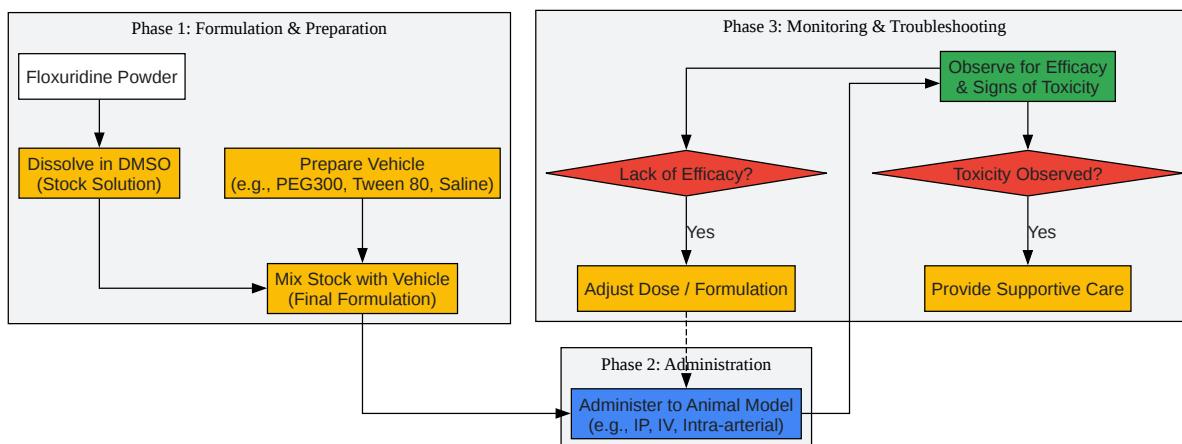 Phase 1: Formulation & Preparation
Floxuridine Powder
Dissolve in DMSO
(Stock Solution)
Prepare Vehicle
(e.g., PEG300, Tween 80, Saline)
Mix Stock with Vehicle
(Final Formulation)
Phase 3: Monitoring & Troubleshooting
Observe for Efficacy
& Signs of Toxicity
Lack of Efficacy?
Toxicity Observed?
Yes
Yes
Adjust Dose / Formulation
Provide Supportive Care
Phase 2: Administration
Administer to Animal Model
(e.g., IP, IV, Intra-arterial)